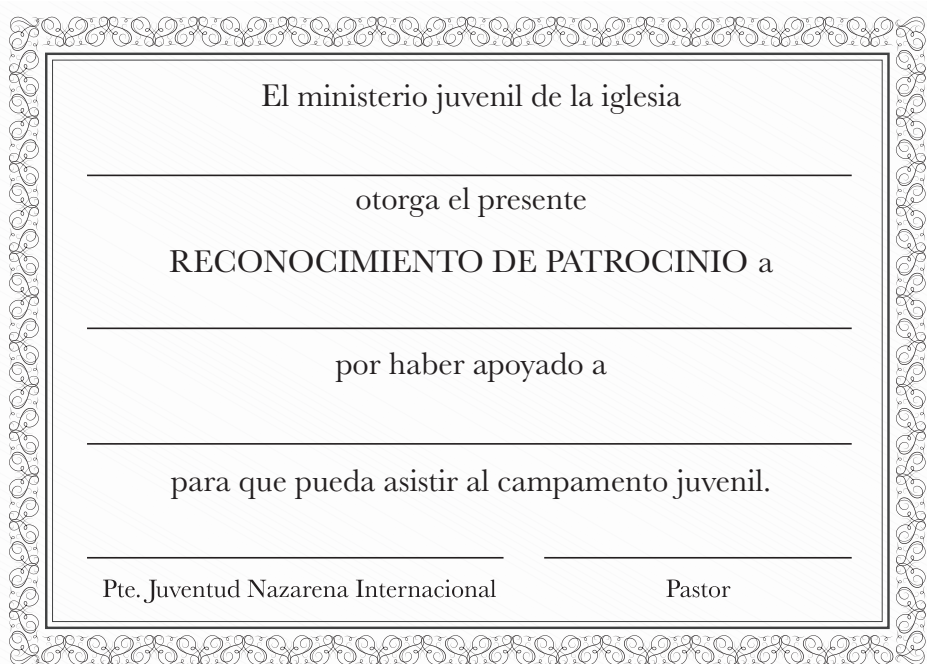 El ministerio juvenil de la iglesia
otorga el presente
RECONOCIMIENTO DE PATROCINIO a
por haber apoyado a
para que pueda asistir al campamento juvenil.
Pte. Juventud Nazarena Internacional
Pastor